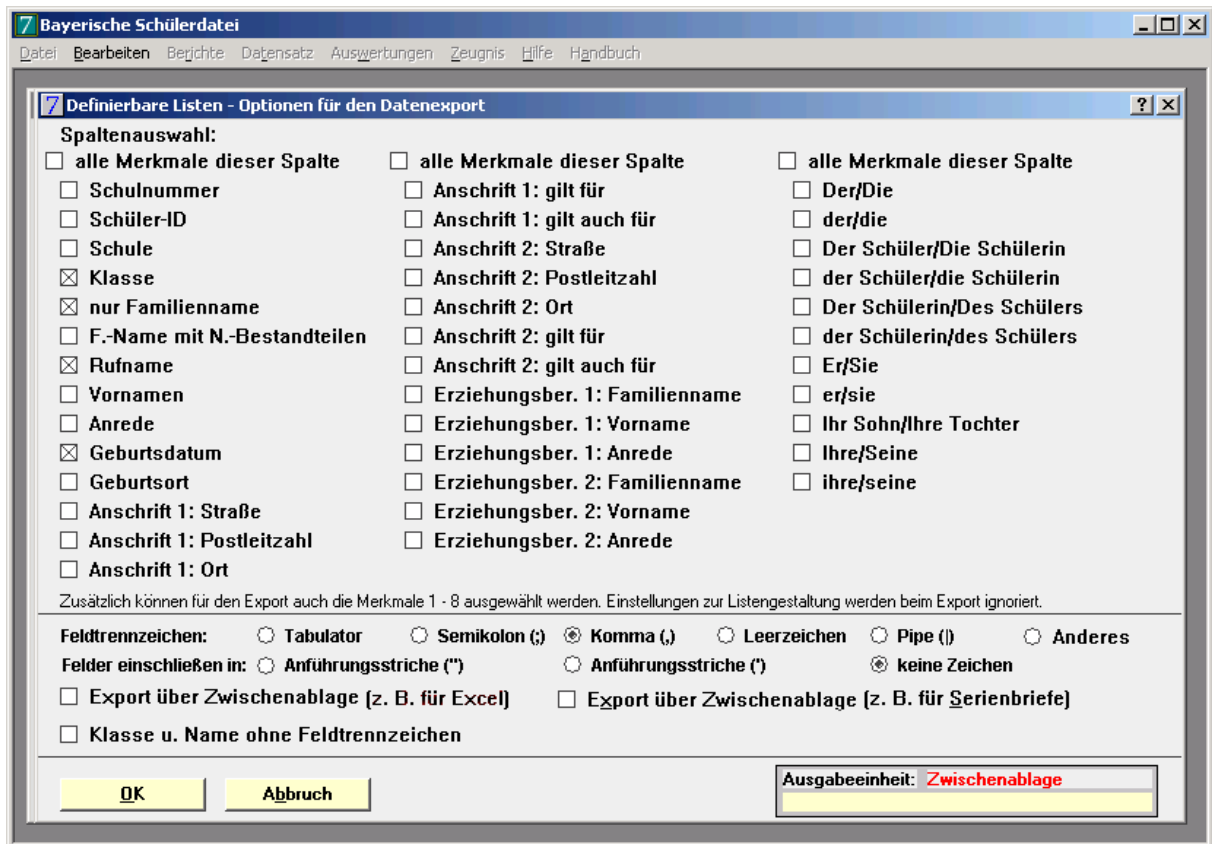 Bayerische Schülerdatei
Datei Bearbeiten Berichte Datensatz Auswertungen Zeugnis Hilfe Handbuch
Definierbare Listen - Optionen für den Datenexport
Spaltenauswahl:
alle Merkmale dieser Spalte alle Merkmale dieser Spalte alle Merkmale dieser Spalte
Schulnummer Anschrift 1: gilt für Der/Die
Schüler-ID Anschrift 1: gilt auch für der/die
Schule Anschrift 2: Straße Der Schüler/Die Schülerin
Klasse Anschrift 2: Postleitzahl der Schüler/die Schülerin
nur Familienname Anschrift 2: Ort Der Schülerin/Des Schülers
F.-Name mit N.-Bestandteilen Anschrift 2: gilt für der Schülerin/des Schülers
Rufname Anschrift 2: gilt auch für Er/Sie
Vornamen Erziehungsber. 1: Familienname er/sie
Anrede Erziehungsber. 1: Vorname Ihr Sohn/Ihre Tochter
Geburtsdatum Erziehungsber. 1: Anrede Ihre/Seine
Geburtsort Erziehungsber. 2: Familienname ihre/seine
Anschrift 1: Straße Erziehungsber. 2: Vorname
Anschrift 1: Postleitzahl Erziehungsber. 2: Anrede
Anschrift 1: Ort
Zusätzlich können für den Export auch die Merkmale 1 - 8 ausgewählt werden. Einstellungen zur Listengestaltung werden beim Export ignoriert.
Feldtrennzeichen: Tabulator Semikolon (;) Komma (,) Leerzeichen Pipe (|) Anderes
Felder einschließen in: Anführungsstriche (") Anführungsstriche (') keine Zeichen
Export über Zwischenablage (z. B. für Excel) Export über Zwischenablage (z. B. für Serienbriefe)
Klasse u. Name ohne Feldtrennzeichen
OK Abbruch Ausgabeeinheit: Zwischenablage